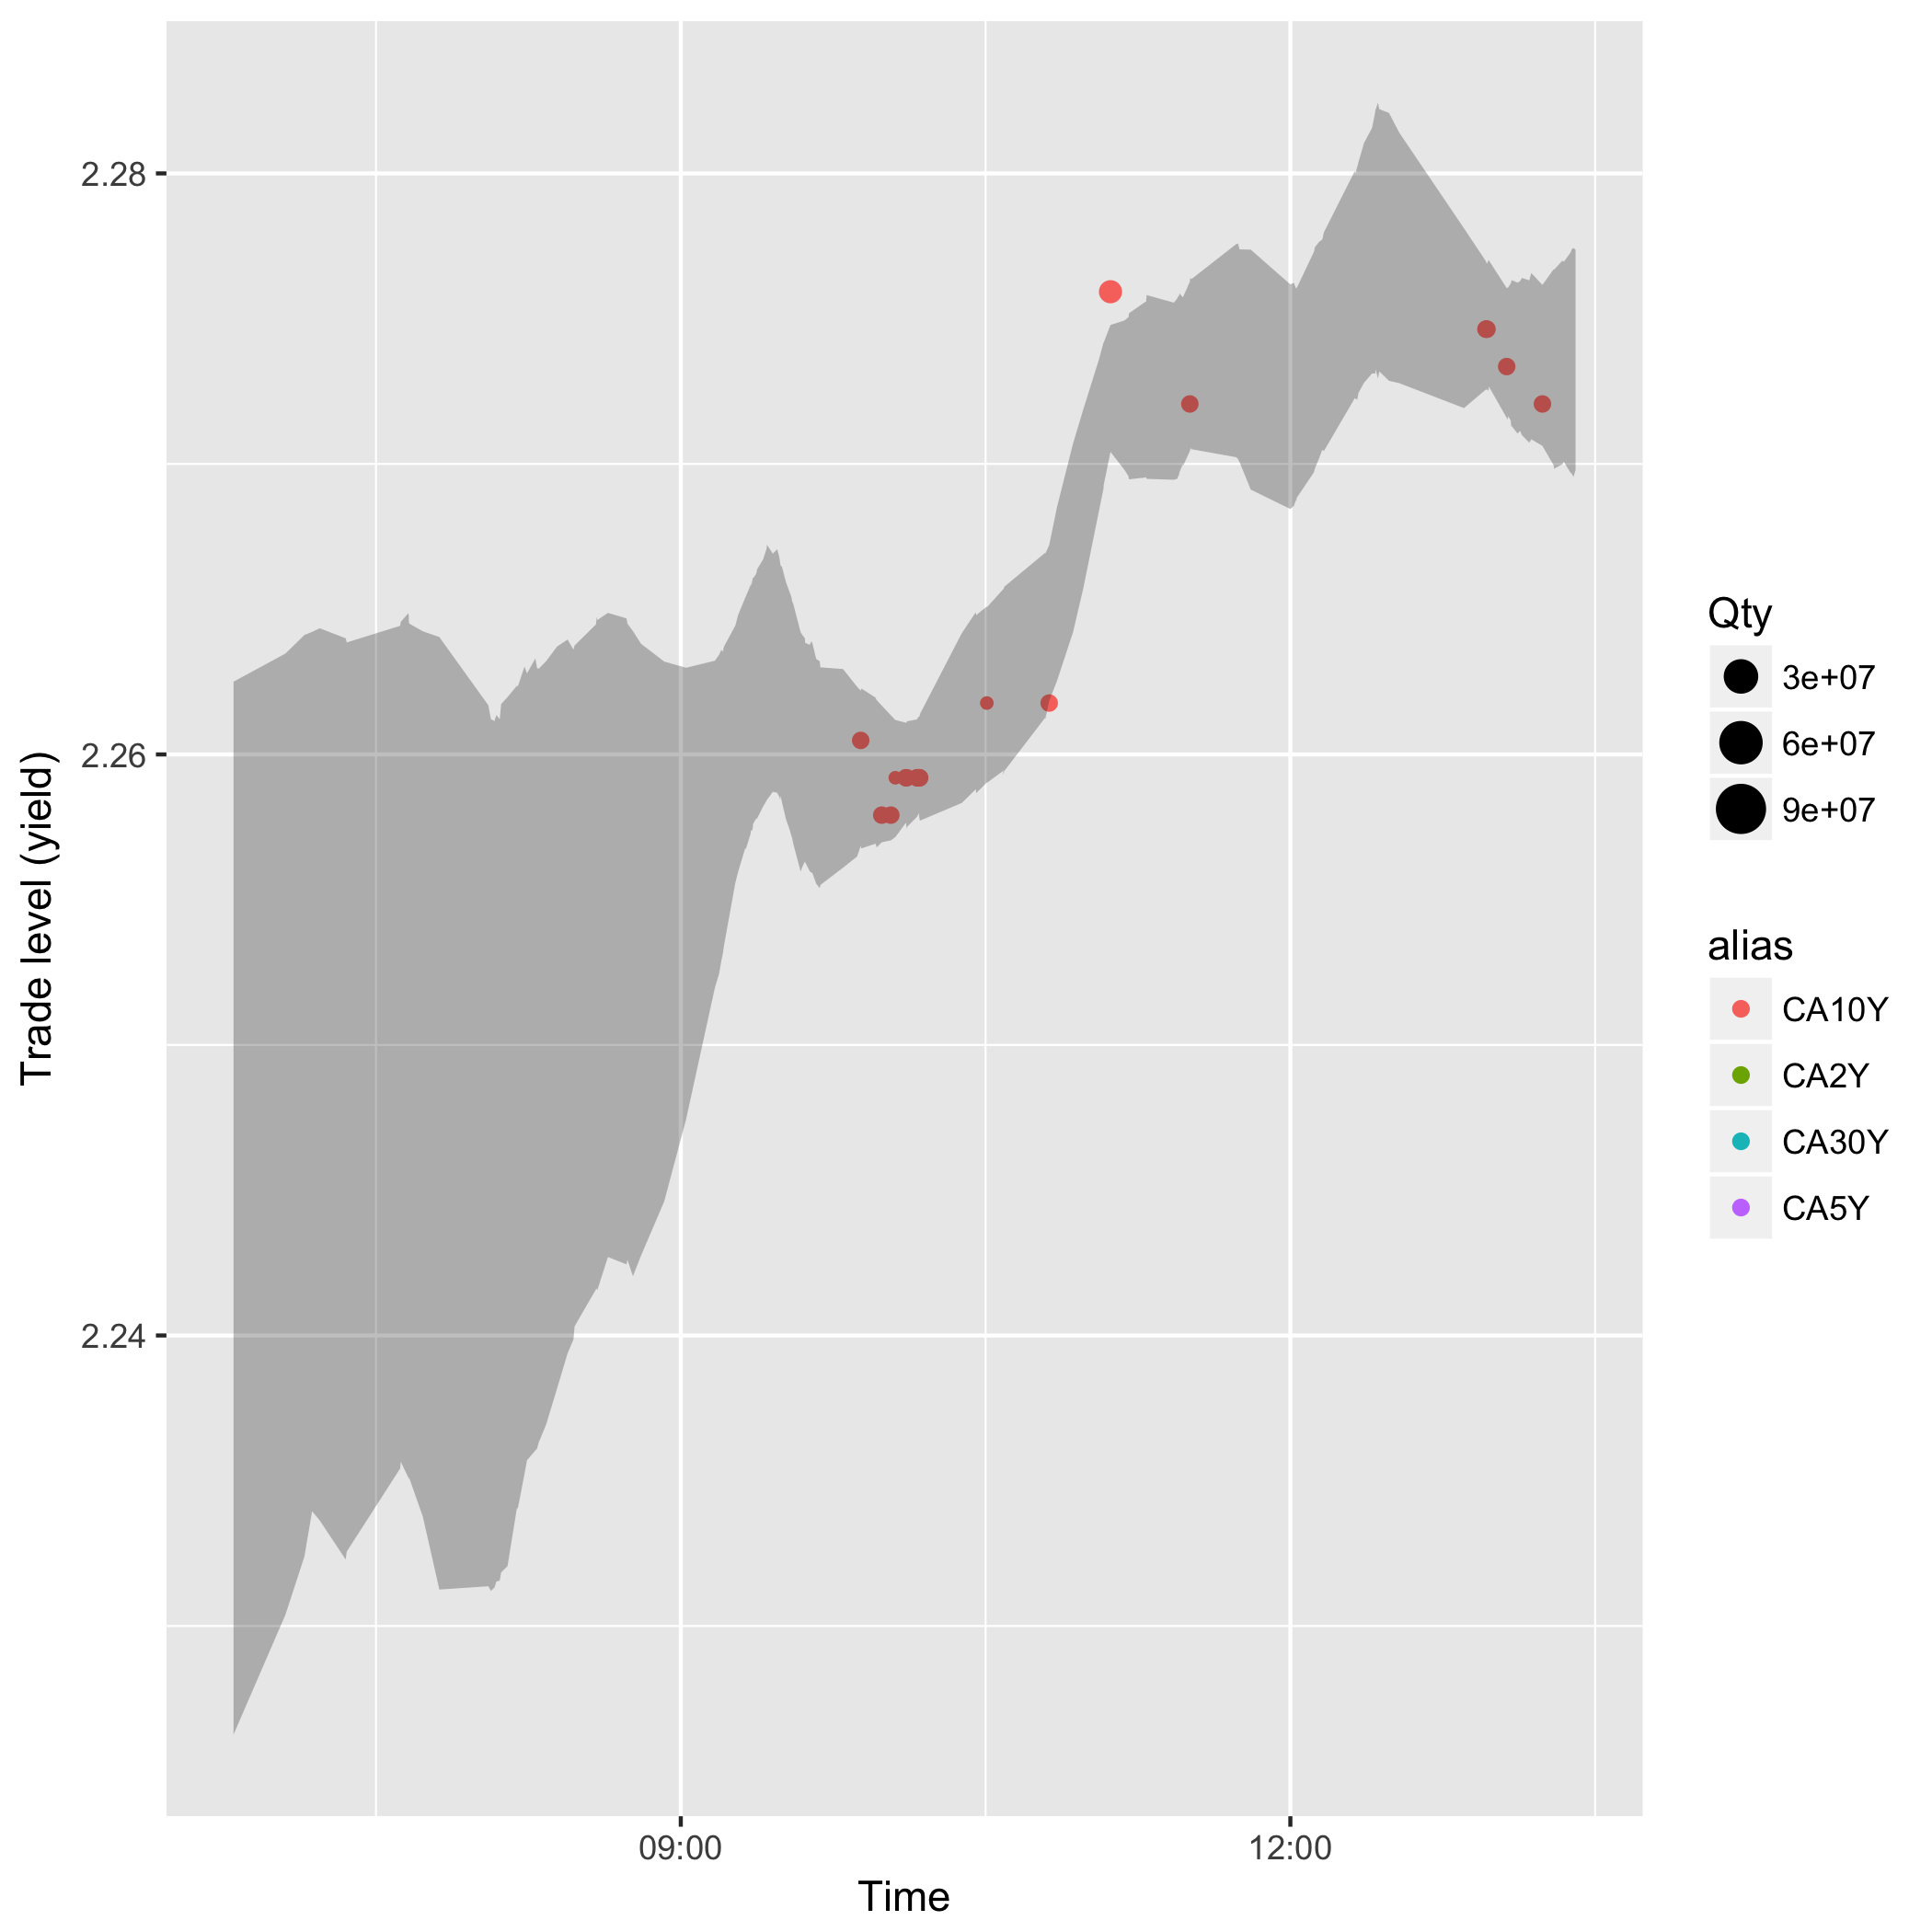 2.28
2.26
2.24
Trade level (yield)
09:00
12:00
Time
Qty
3e+07
6e+07
9e+07
alias
CA10Y
CA2Y
CA30Y
CA5Y